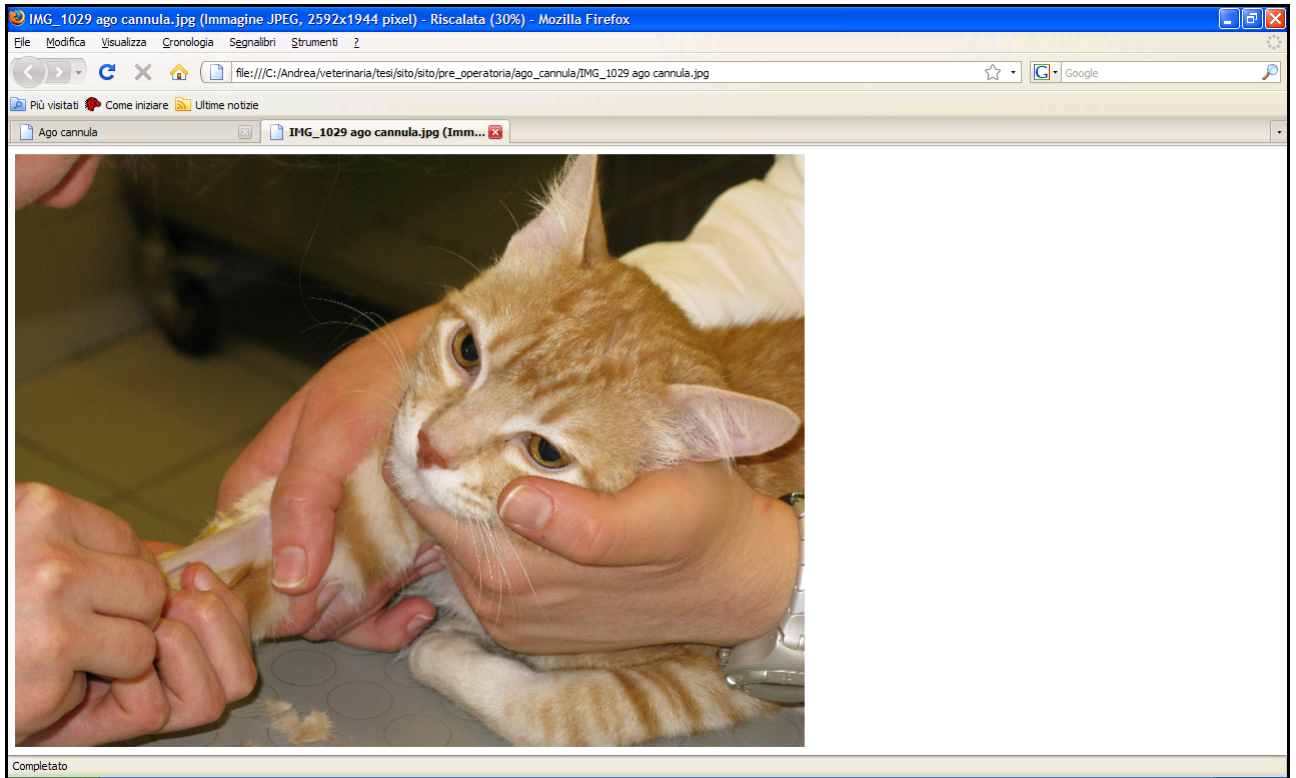 IMG_1029 ago cannula.jpg (Immagine JPEG, 2592x1944 pixel) - Riscalata (30%) - Mozilla Firefox
File Modifica Visualizza Cronologia Segnalibri Strumenti ?
file:///C:/Andrea/veterinaria/tesi/sito/sito/pre_operatoria/ago_cannula/IMG_1029 ago cannula.jpg G Google
Più visitati Come iniziare Ultime notizie
Ago cannula IMG_1029 ago cannula.jpg (Imm...
Completato